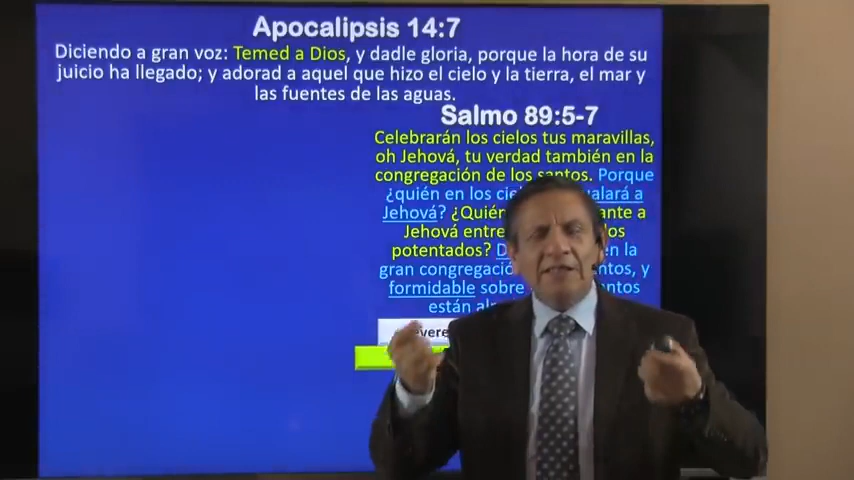 Apocalipsis 14:7
Diciendo a gran voz: Temed a Dios, y dadle gloria, porque la hora de su
juicio ha llegado; y adorad a aquel que hizo el cielo y la tierra, el mar y
las fuentes de las aguas.
Salmo 89:5-7
Celebrarán los cielos tus maravillas,
oh Jehová, tu verdad también en la
congregación de los santos. Porque
¿quién en los a
Jehová? a
Jehová
potentados? en la
gran y
formidable sobre
están